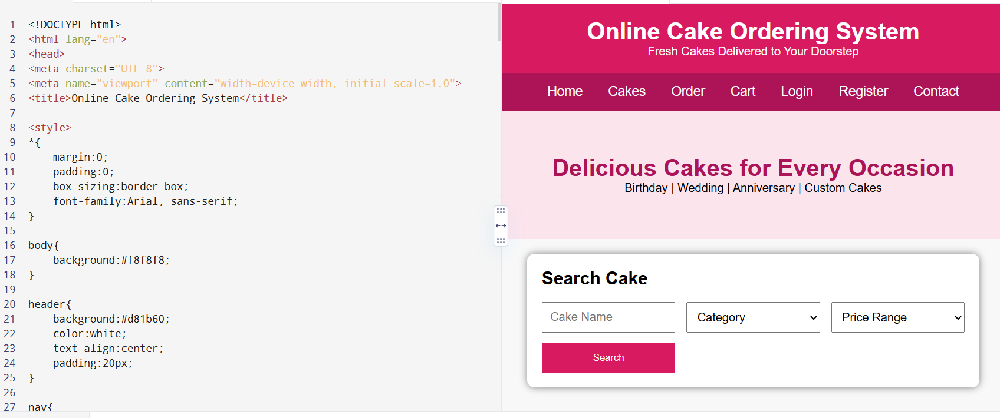 1 <!DOCTYPE html>
2 <html lang="en">
3 <head>
4 <meta charset="UTF-8">
5 <meta name="viewport" content="width=device-width, initial-scale=1.0">
6 <title>Online Cake Ordering System</title>
7
8 <style>
9 *{
10 margin:0;
11 padding:0;
12 box-sizing:border-box;
13 font-family:Arial, sans-serif;
14 }
15
16 body{
17 background:#f8f8f8;
18 }
19
20 header{
21 background:#d81b60;
22 color:white;
23 text-align:center;
24 padding:20px;
25 }
26
27 nav{
Online Cake Ordering System
Fresh Cakes Delivered to Your Doorstep
Home Cakes Order Cart Login Register Contact
Delicious Cakes for Every Occasion
Birthday | Wedding | Anniversary | Custom Cakes
Search Cake
Cake Name Category Price Range
Search